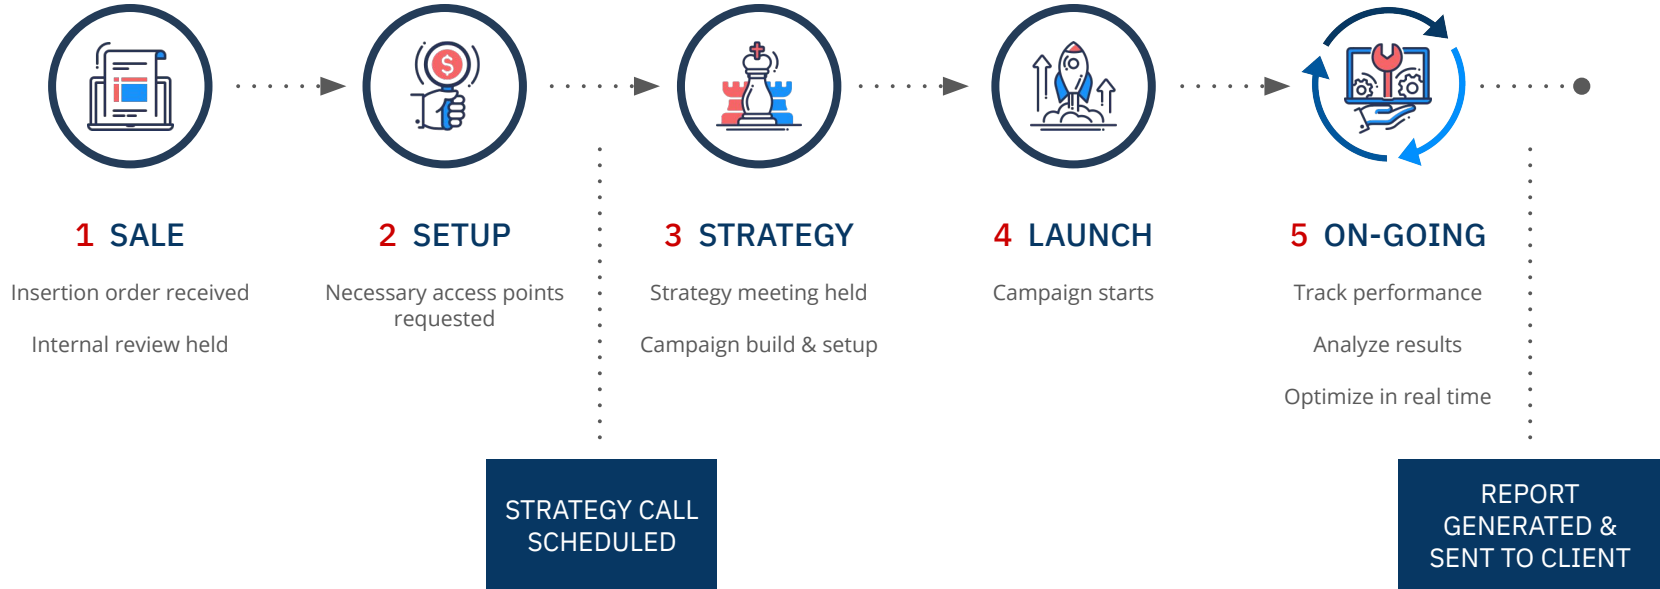 $
1 SALE
Insertion order received
Internal review held
2 SETUP
Necessary access points
requested
STRATEGY CALL
SCHEDULED
3 STRATEGY
Strategy meeting held
Campaign build & setup
4 LAUNCH
Campaign starts
5 ON-GOING
Track performance
Analyze results
Optimize in real time
REPORT
GENERATED &
SENT TO CLIENT